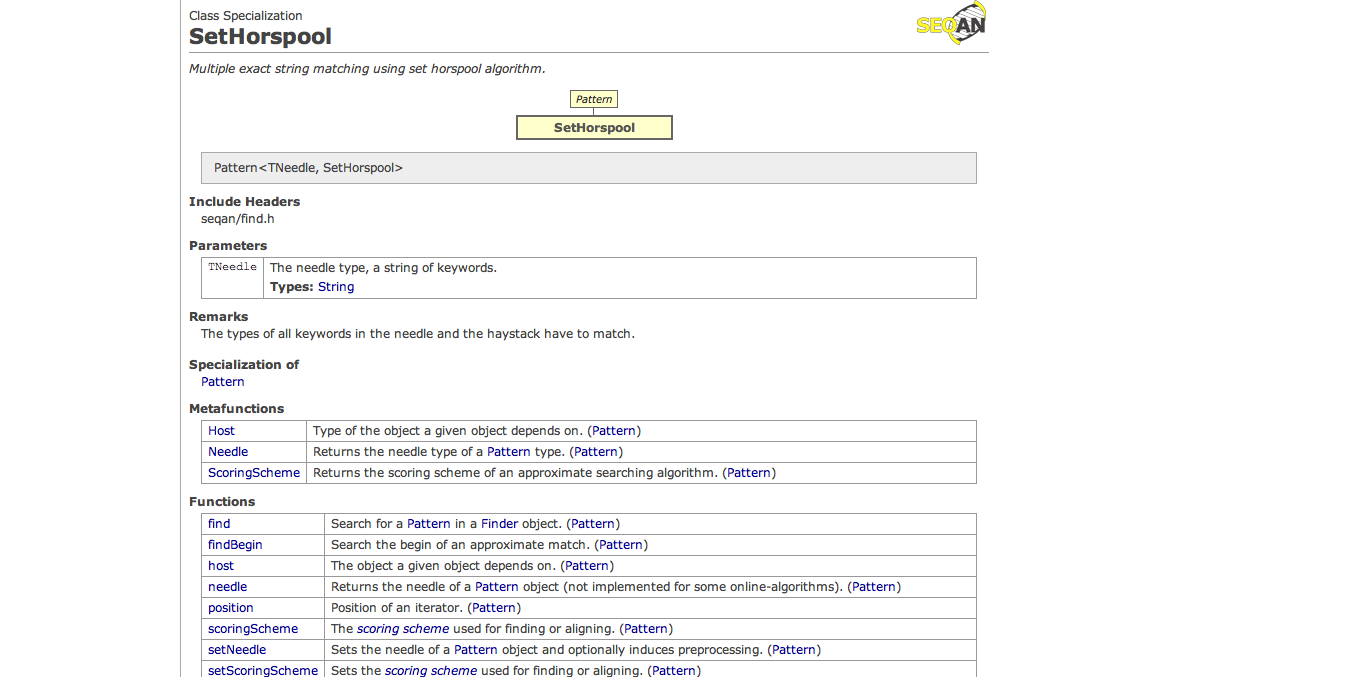 Class Specialization
SetHorspool
SEQAN
Multiple exact string matching using set horspool algorithm.
Pattern
SetHorspool
Pattern<TNeedle, SetHorspool>
Include Headers
seqan/find.h
Parameters
TNeedle The needle type, a string of keywords.
Types: String
Remarks
The types of all keywords in the needle and the haystack have to match.
Specialization of
Pattern
Metafunctions
Host Type of the object a given object depends on. (Pattern)
Needle Returns the needle type of a Pattern type. (Pattern)
ScoringScheme Returns the scoring scheme of an approximate searching algorithm. (Pattern)
Functions
find Search for a Pattern in a Finder object. (Pattern)
findBegin Search the begin of an approximate match. (Pattern)
host The object a given object depends on. (Pattern)
needle Returns the needle of a Pattern object (not implemented for some online-algorithms). (Pattern)
position Position of an iterator. (Pattern)
scoringScheme The scoring scheme used for finding or aligning. (Pattern)
setNeedle Sets the needle of a Pattern object and optionally induces preprocessing. (Pattern)
setScoringScheme Sets the scoring scheme used for finding or aligning. (Pattern)